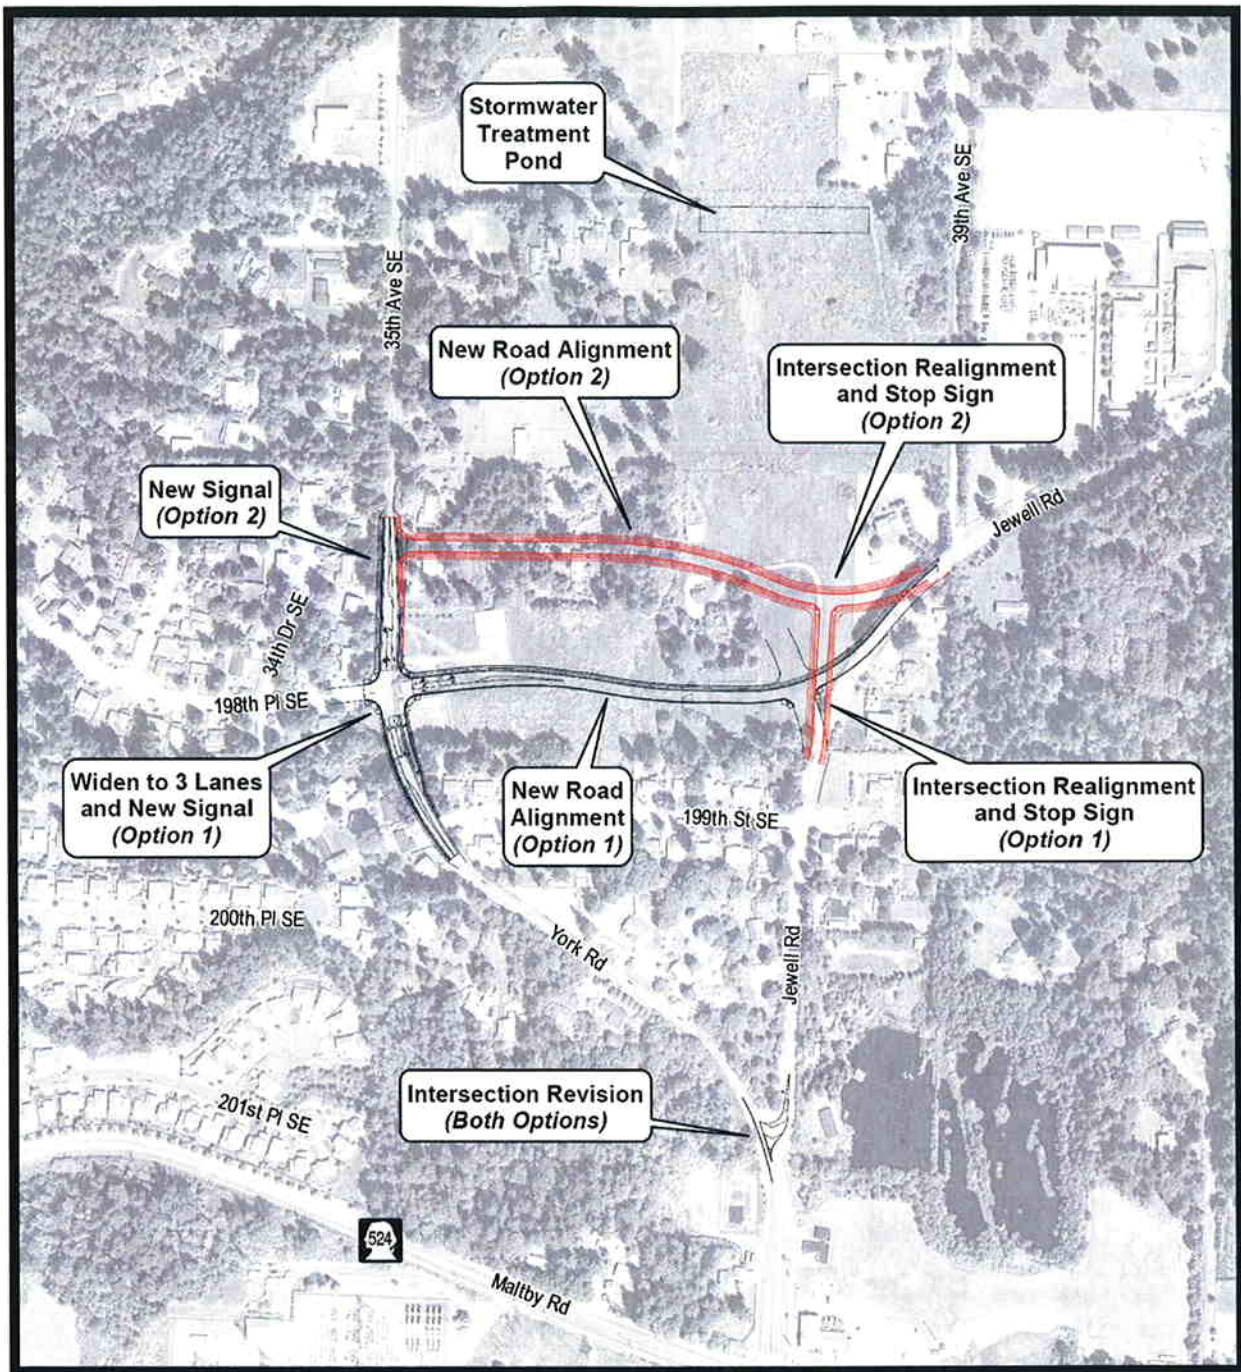 Stormwater
Treatment
Pond
39th Ave SE
35th Ave SE
New Road Alignment
(Option 2)
Intersection Realignment
and Stop Sign
(Option 2)
New Signal
(Option 2)
Jewell Rd
34th Dr SE
198th Pl SE
Widen to 3 Lanes
and New Signal
(Option 1)
New Road
Alignment
(Option 1)
199th St SE
Intersection Realignment
and Stop Sign
(Option 1)
200th Pl SE
York Rd
Jewell Rd
Intersection Revision
(Both Options)
201st Pl SE
524
Maltby Rd